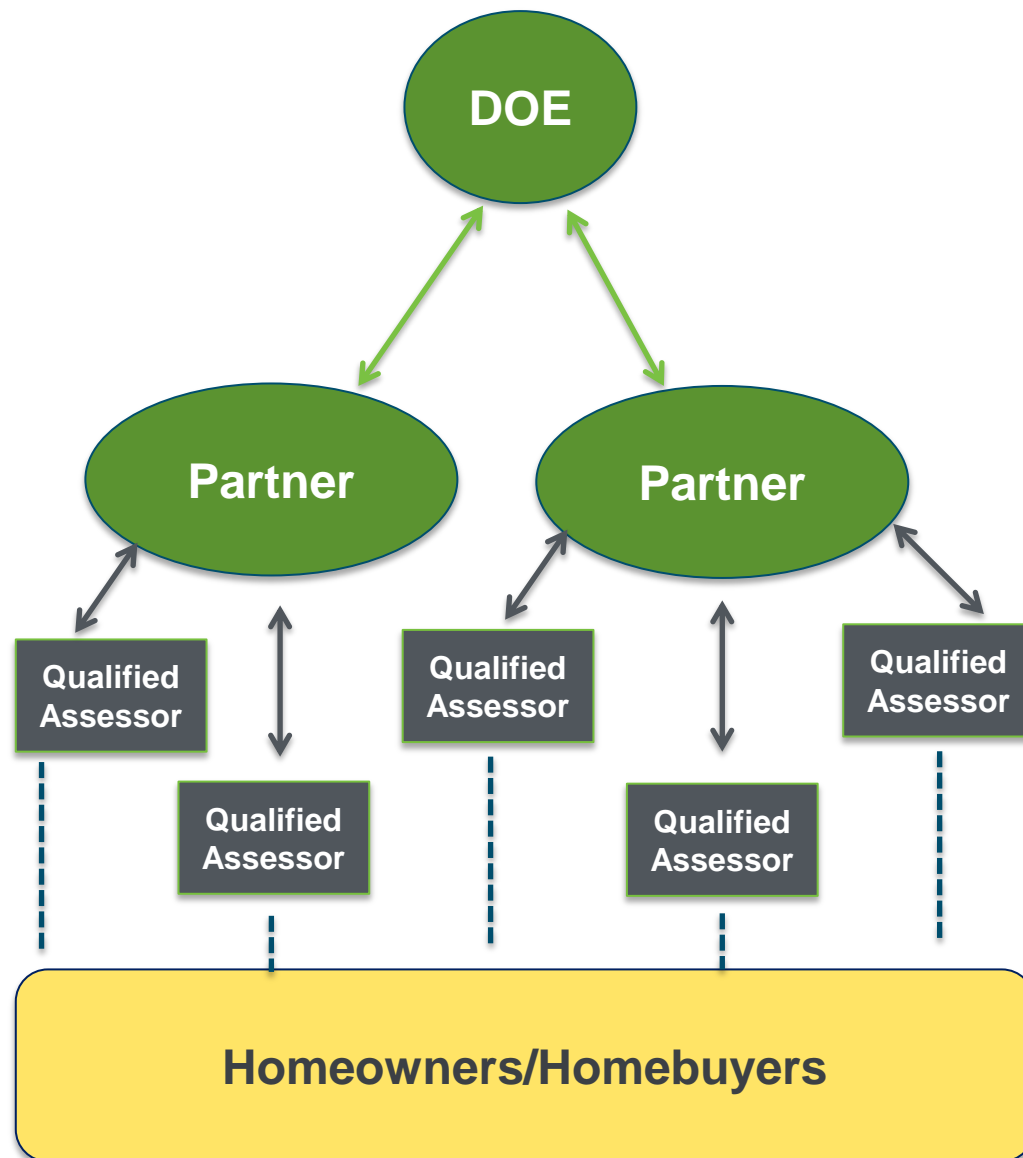 DOE
Partner
Partner
Qualified
Assessor
Qualified
Assessor
Qualified
Assessor
Qualified
Assessor
Qualified
Assessor
Homeowners/Homebuyers